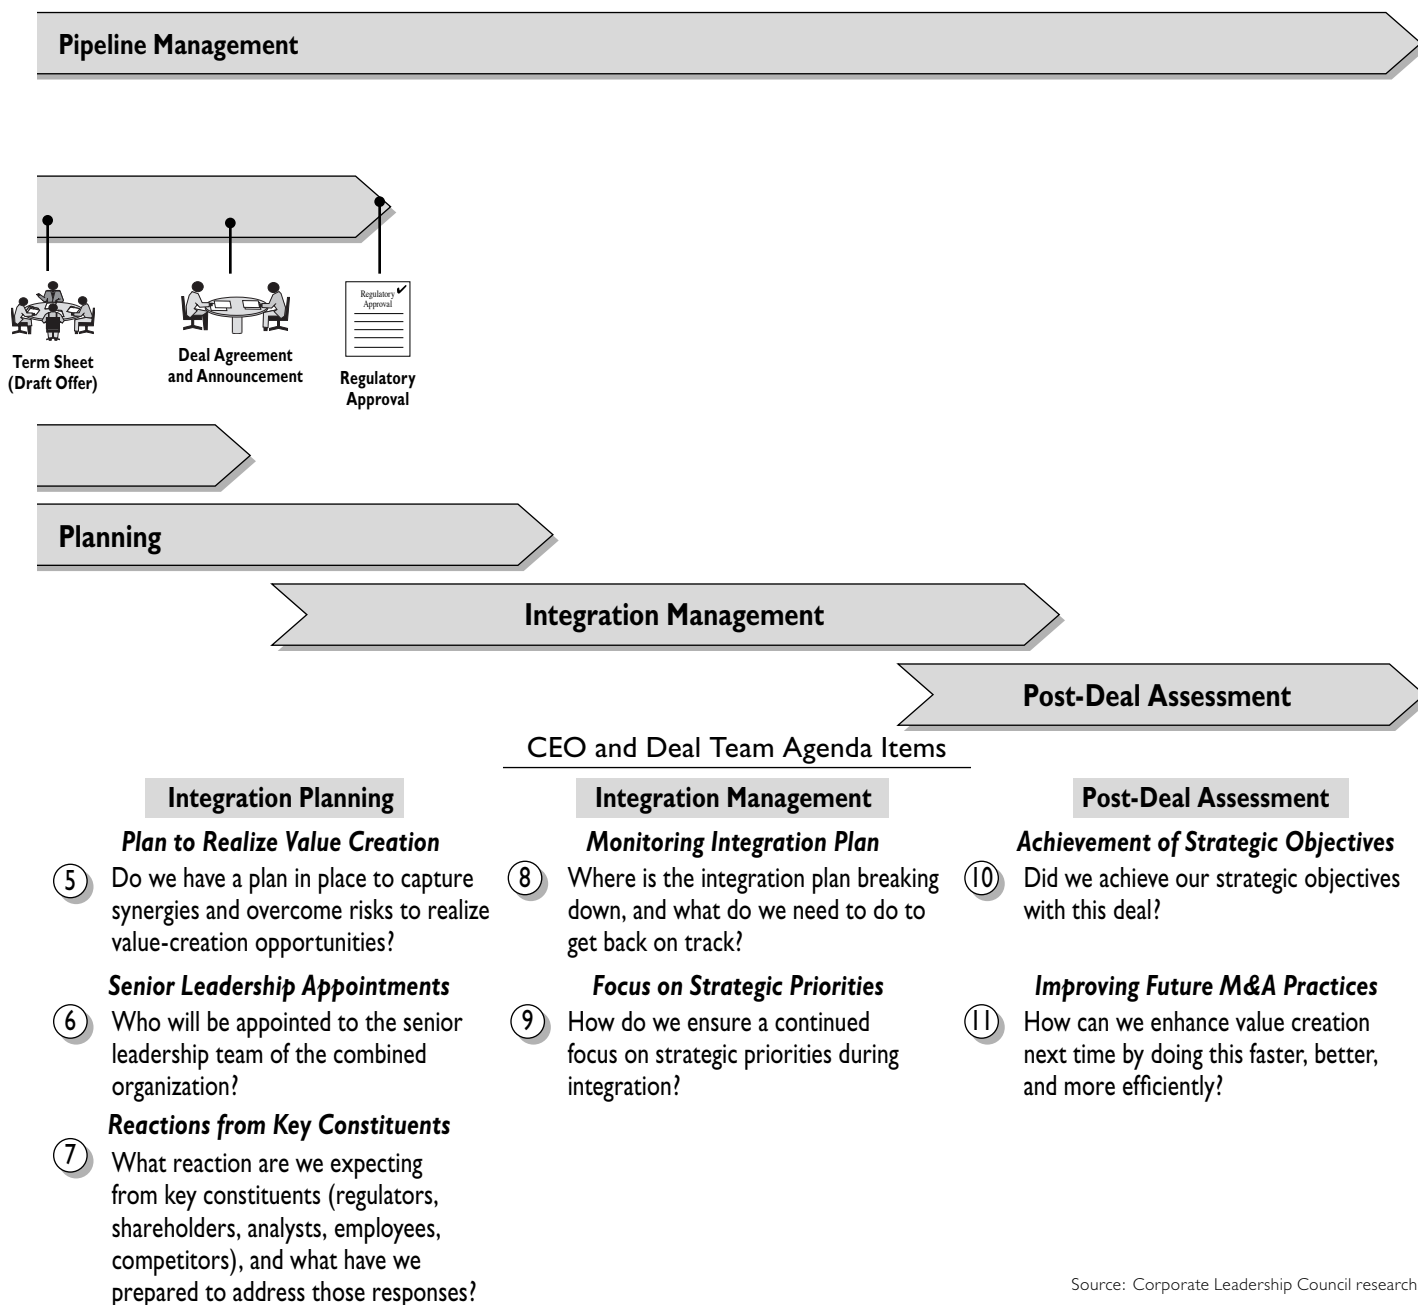 Pipeline Management
Regulatory ✔
Approval
Term Sheet
(Draft Offer)
Deal Agreement
and Announcement
Regulatory
Approval
Planning
Integration Management
Post-Deal Assessment
CEO and Deal Team Agenda Items
Integration Planning
Plan to Realize Value Creation
5 Do we have a plan in place to capture
synergies and overcome risks to realize
value-creation opportunities?
Senior Leadership Appointments
6 Who will be appointed to the senior
leadership team of the combined
organization?
Reactions from Key Constituents
7 What reaction are we expecting
from key constituents (regulators,
shareholders, analysts, employees,
competitors), and what have we
prepared to address those responses?
Integration Management
Monitoring Integration Plan
8 Where is the integration plan breaking
down, and what do we need to do to
get back on track?
Focus on Strategic Priorities
9 How do we ensure a continued
focus on strategic priorities during
integration?
Post-Deal Assessment
Achievement of Strategic Objectives
10 Did we achieve our strategic objectives
with this deal?
Improving Future M&A Practices
11 How can we enhance value creation
next time by doing this faster, better,
and more efficiently?
Source: Corporate Leadership Council research